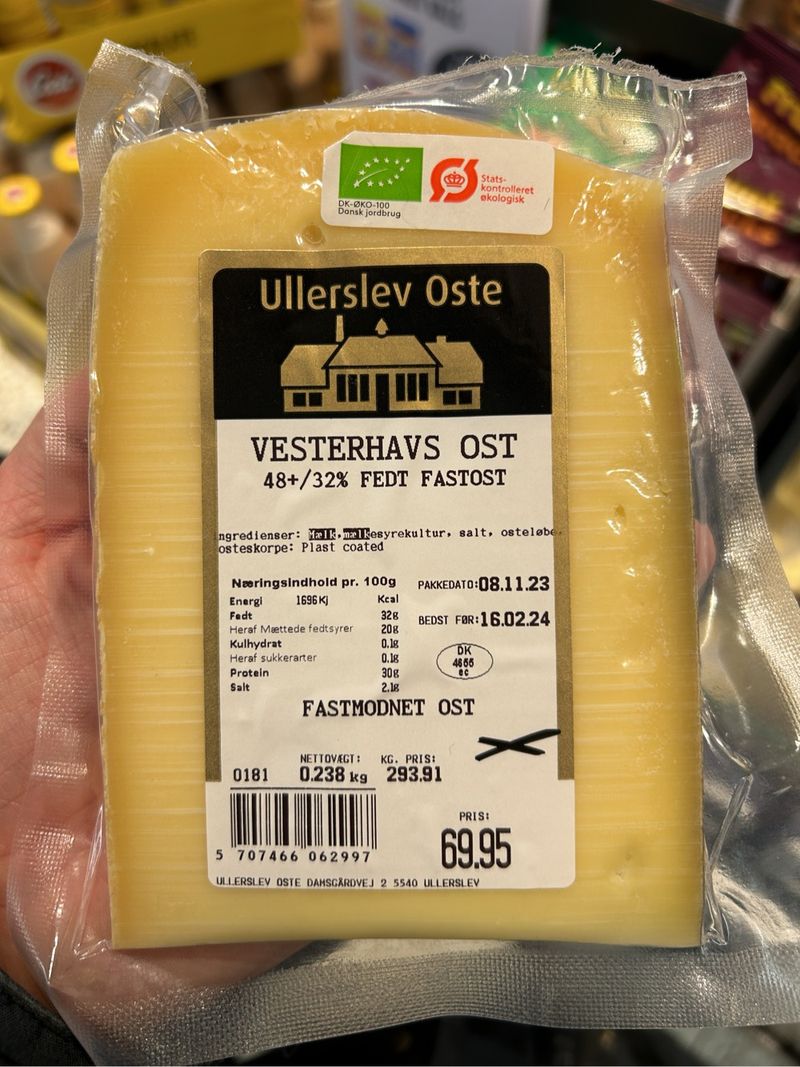 DK-ØKO-100
Dansk jordbrug
Stats-
kontrolleret
økologisk
Ullerslev Oste
VESTERHAVS OST
48+/32% FEDT FASTOST
ngredienser: Mælk, mælkesyrekultur, salt, osteløbe
osteskorpe: Plast coated
Næringsindhold pr. 100g
Energi 1696 Kj Kcal
Fedt 32g
Heraf Mættede fedtsyrer 20g
Kulhydrat 0.1g
Heraf sukkerarter 0.1g
Protein 30g
Salt 2.1g
PAKKEDATO: 08.11.23
BEDST FØR: 16.02.24
DK
4655
ec
FASTMODNET OST
NETTOVÆGT: KG. PRIS:
0181 0.238 kg 293.91
PRIS:
69.95
5 707466 062997
ULLERSLEV OSTE DAMSGÅRDVEJ 2 5540 ULLERSLEV